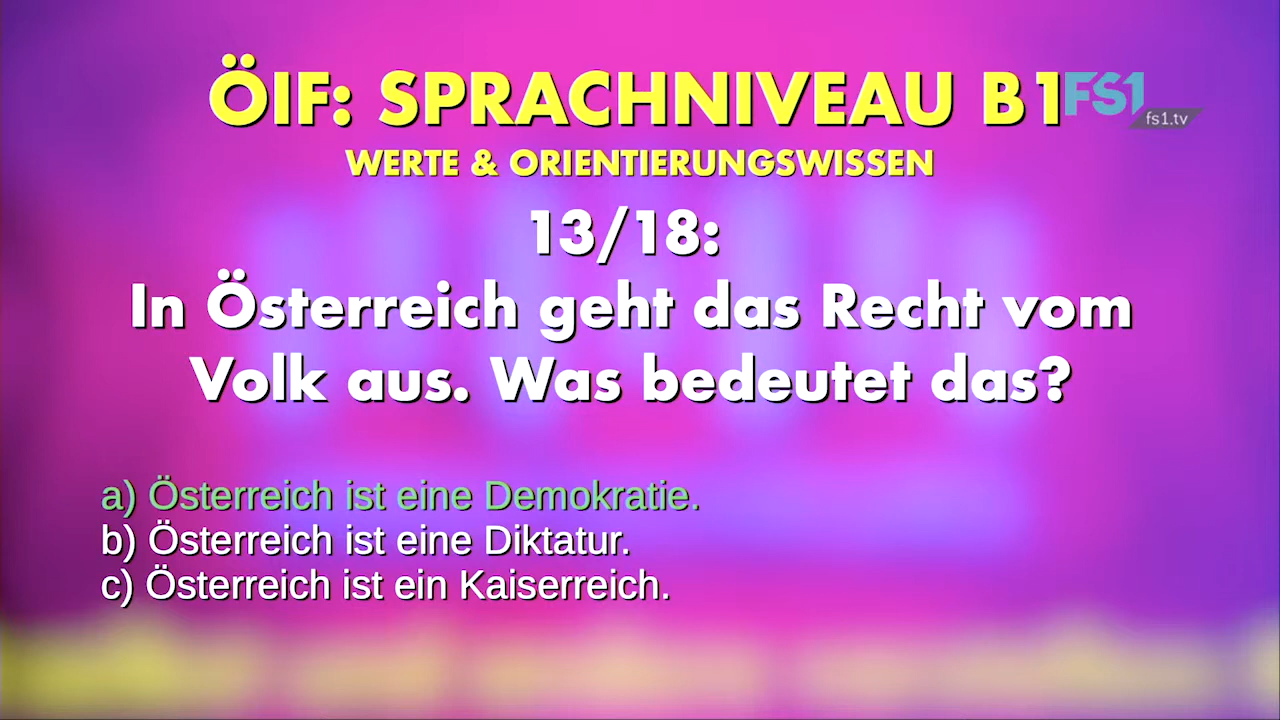 ÖIF: SPRACHNIVEAU B1
FS1
fs1.tv
WERTE & ORIENTIERUNGSWISSEN
13/18:
In Österreich geht das Recht vom
Volk aus. Was bedeutet das?
a) Österreich ist eine Demokratie.
b) Österreich ist eine Diktatur.
c) Österreich ist ein Kaiserreich.